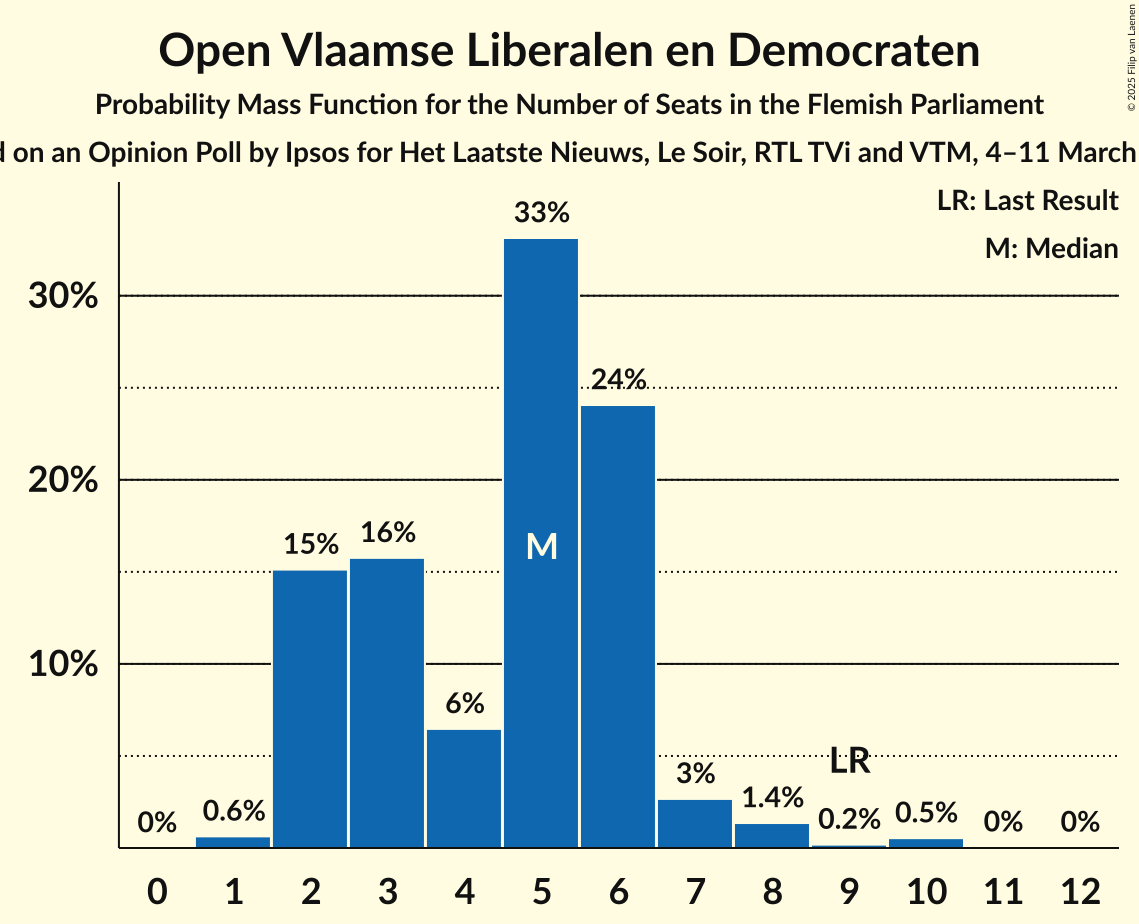 Open Vlaamse Liberalen en Democraten
Probability Mass Function for the Number of Seats in the Flemish Parliament
on an Opinion Poll by Ipsos for Het Laatste Nieuws, Le Soir, RTL TVi and VTM, 4–11 March
© 2025 Filip van Laenen
LR: Last Result
M: Median
30%
20%
10%
0%
0.6%
15%
16%
6%
33%
M
24%
3%
1.4%
LR
0.2%
0.5%
0%
0%
0 1 2 3 4 5 6 7 8 9 10 11 12